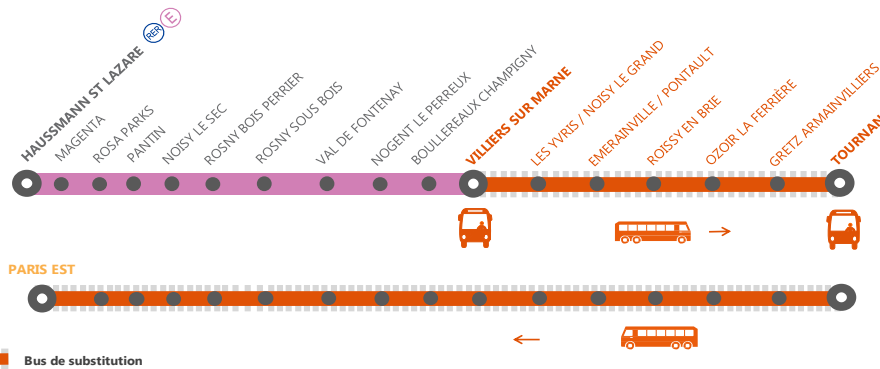 HAUSSMANN ST LAZARE
RER E
MAGENTA
ROSA PARKS
PANTIN
NOISY LE SEC
ROSNY BOIS PERRIER
ROSNY SOUS BOIS
VAL DE FONTENAY
NOGENT LE PERREUX
BOULLEREAUX CHAMPIGNY
VILLIERS SUR MARNE
LES YVRIS / NOISY LE GRAND
EMERAINVILLE / PONTAULT
ROISSY EN BRIE
OZOIR LA FERRIÈRE
GRETZ ARMAINVILLIERS
TOURNAN
PARIS EST
Bus de substitution